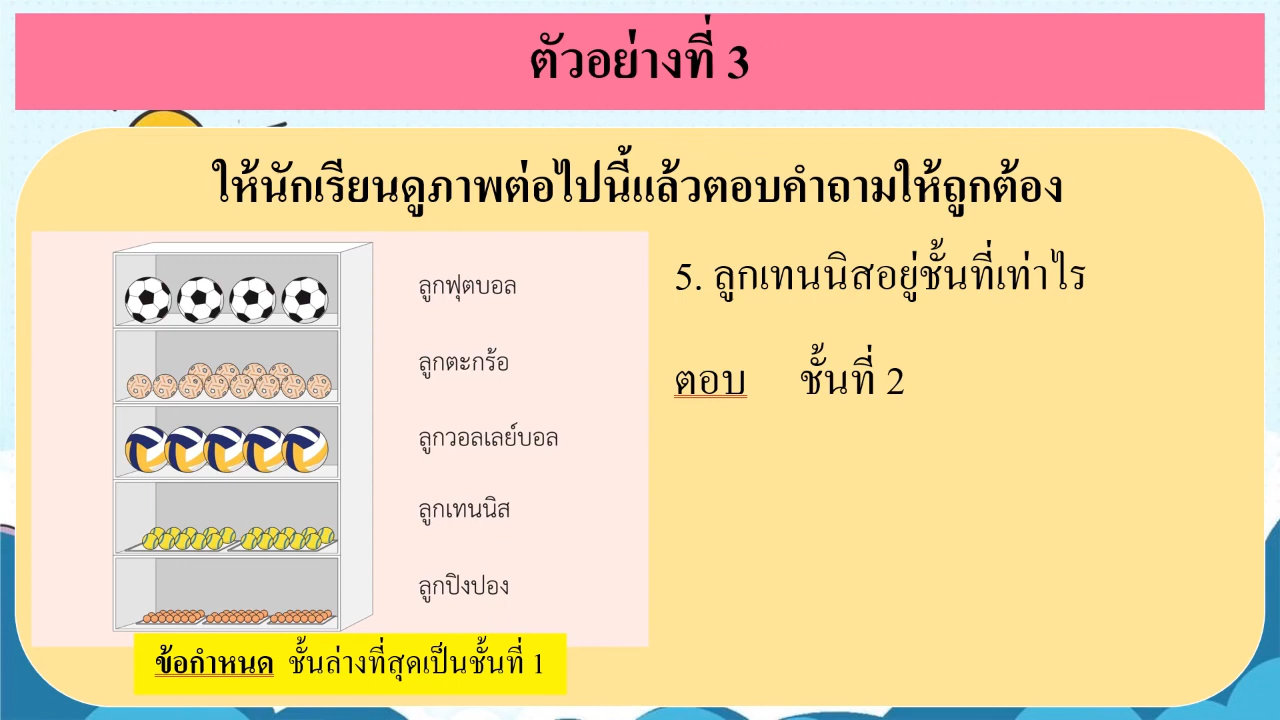 ตัวอย่างที่ 3
ให้นักเรียนดูภาพต่อไปนี้แล้วตอบคำถามให้ถูกต้อง
ลูกฟุตบอล
ลูกตะกร้อ
ลูกวอลเลย์บอล
ลูกเทนนิส
ลูกปิงปอง
ข้อกำหนด ชั้นล่างที่สุดเป็นชั้นที่ 1
5. ลูกเทนนิสอยู่ชั้นที่เท่าไร
ตอบ ชั้นที่ 2